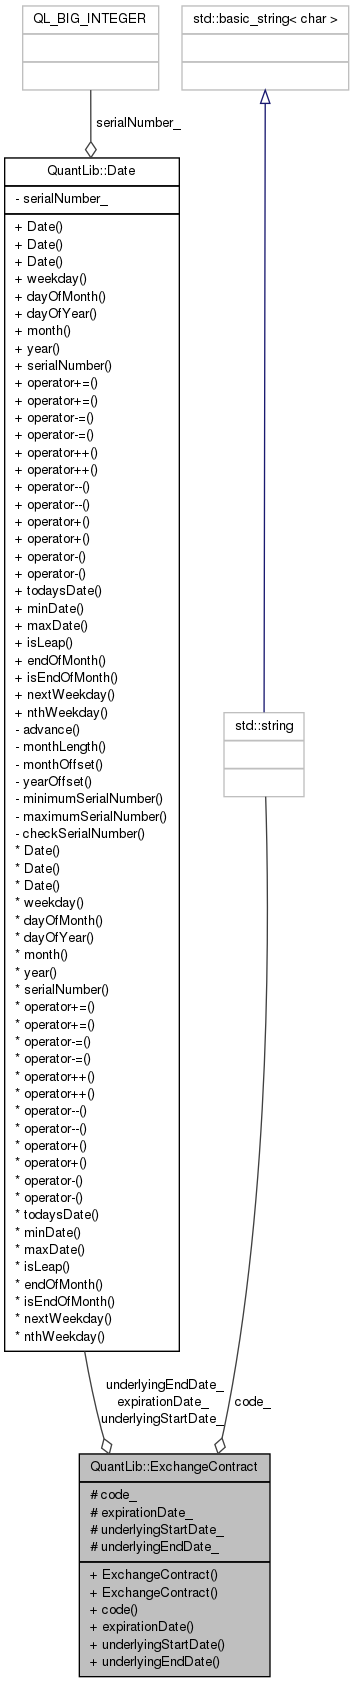 QL_BIG_INTEGER
std::basic_string< char >
serialNumber_
QuantLib::Date
- serialNumber_
+ Date()
+ Date()
+ Date()
+ weekday()
+ dayOfMonth()
+ dayOfYear()
+ month()
+ year()
+ serialNumber()
+ operator+=()
+ operator+=()
+ operator-=()
+ operator-=()
+ operator++()
+ operator++()
+ operator--()
+ operator--()
+ operator+()
+ operator+()
+ operator-()
+ operator-()
+ todaysDate()
+ minDate()
+ maxDate()
+ isLeap()
+ endOfMonth()
+ isEndOfMonth()
+ nextWeekday()
+ nthWeekday()
- advance()
- monthLength()
- monthOffset()
- yearOffset()
- minimumSerialNumber()
- maximumSerialNumber()
- checkSerialNumber()
* Date()
* Date()
* Date()
* weekday()
* dayOfMonth()
* dayOfYear()
* month()
* year()
* serialNumber()
* operator+=()
* operator+=()
* operator-=()
* operator-=()
* operator++()
* operator++()
* operator--()
* operator--()
* operator+()
* operator+()
* operator-()
* operator-()
* todaysDate()
* minDate()
* maxDate()
* isLeap()
* endOfMonth()
* isEndOfMonth()
* nextWeekday()
* nthWeekday()
std::string
underlyingEndDate_
expirationDate_
underlyingStartDate_
code_
QuantLib::ExchangeContract
# code_
# expirationDate_
# underlyingStartDate_
# underlyingEndDate_
+ ExchangeContract()
+ ExchangeContract()
+ code()
+ expirationDate()
+ underlyingStartDate()
+ underlyingEndDate()